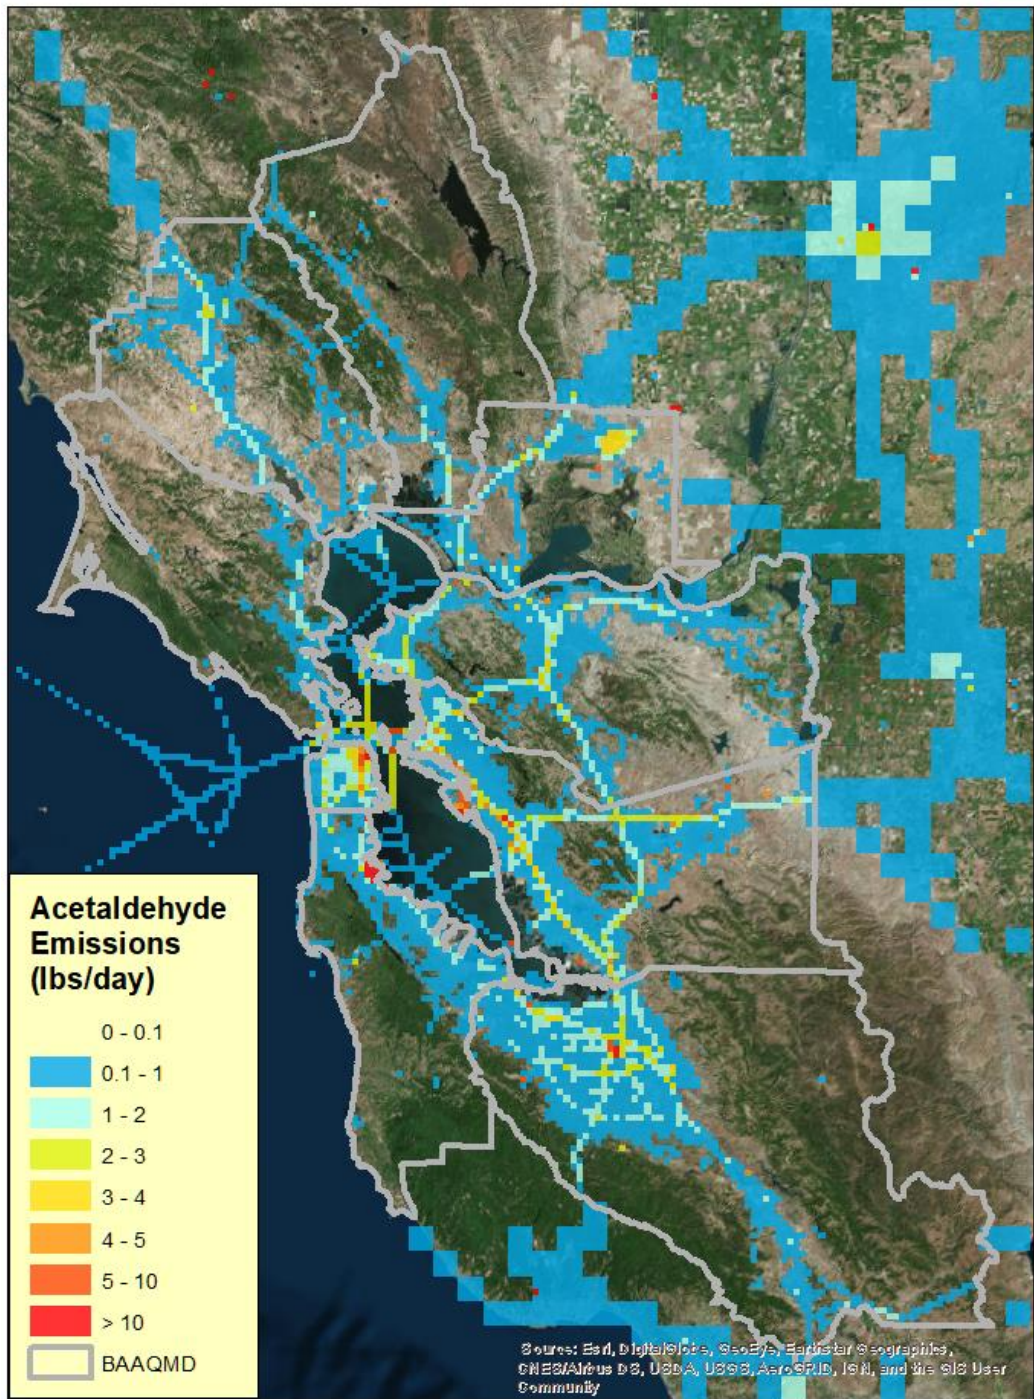 Acetaldehyde
Emissions
(lbs/day)
0 - 0.1
0.1 - 1
1 - 2
2 - 3
3 - 4
4 - 5
5 - 10
> 10
BAAQMD
Source: Esri, DigitalGlobe, GeoEye, Earthstar Geographics,
CNES/Airbus DS, USDA, USGS, AeroGRID, IGN, and the GIS User
Community